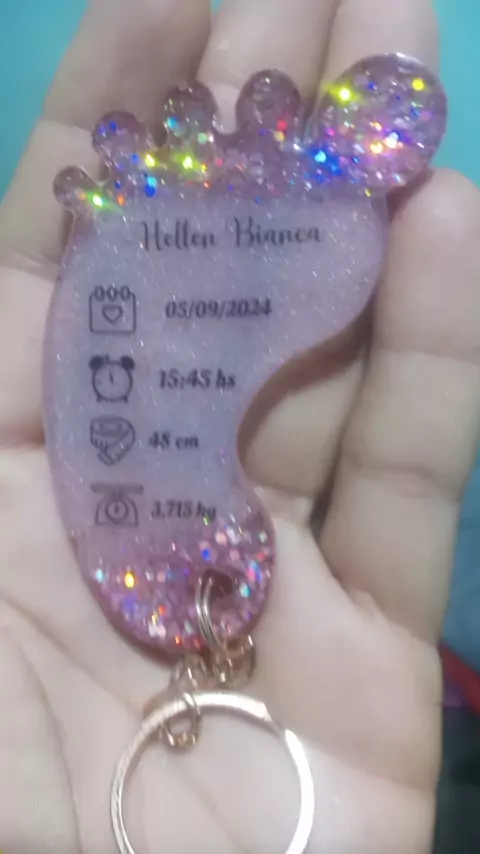 Hellen Bianca
05/09/2024
15:45 hs
48 cm
3.715 kg